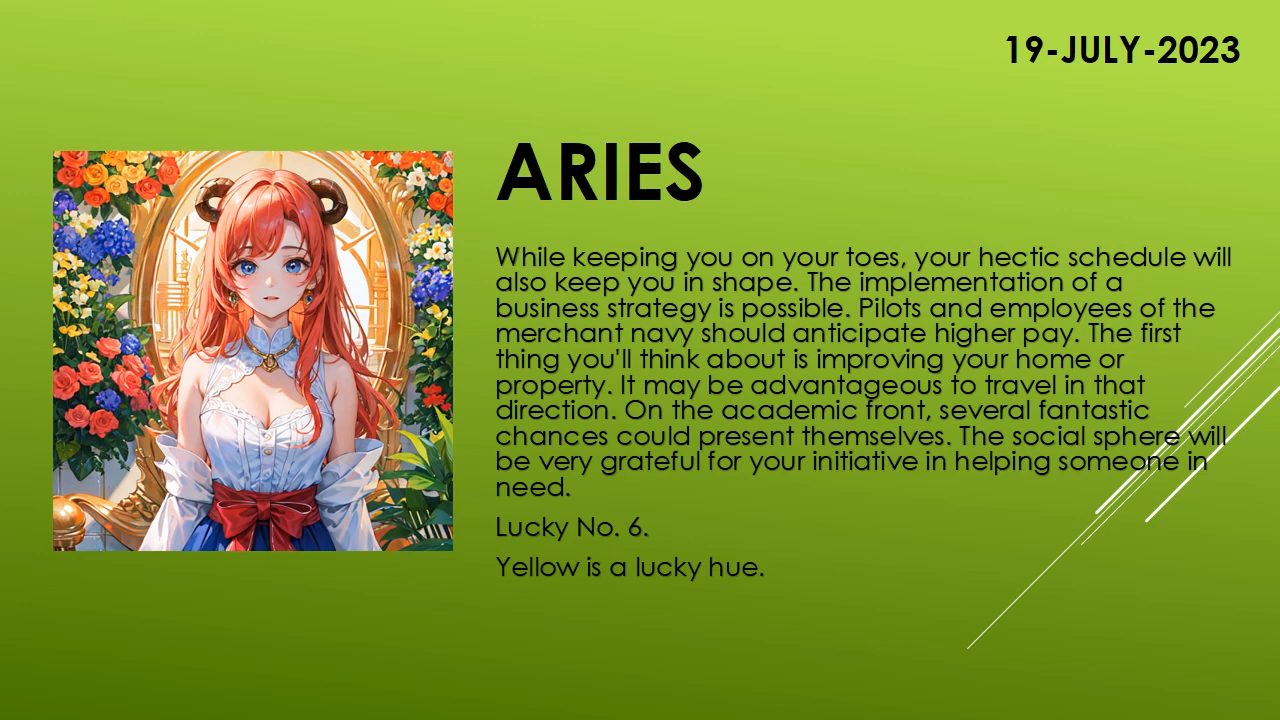 19-JULY-2023
ARIES
While keeping you on your toes, your hectic schedule will
also keep you in shape. The implementation of a
business strategy is possible. Pilots and employees of the
merchant navy should anticipate higher pay. The first
thing you'll think about is improving your home or
property. It may be advantageous to travel in that
direction. On the academic front, several fantastic
chances could present themselves. The social sphere will
be very grateful for your initiative in helping someone in
need.
Lucky No. 6.
Yellow is a lucky hue.